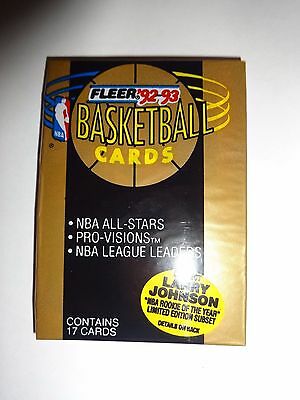 FLEER '92-93
BASKETBALL
CARDS
NBA
®
• NBA ALL-STARS
• PRO-VISIONS™
• NBA LEAGUE LEADERS
LARRY
JOHNSON
"NBA ROOKIE OF THE YEAR"
LIMITED EDITION SUBSET
DETAILS ON BACK
CONTAINS
17 CARDS